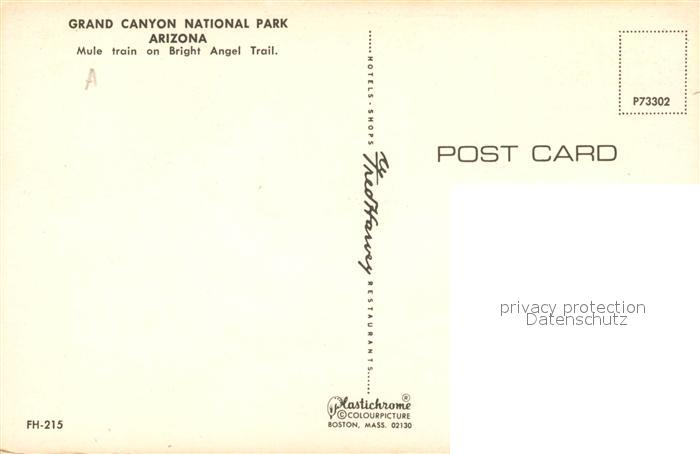 GRAND CANYON NATIONAL PARK
ARIZONA
Mule train on Bright Angel Trail.
A
P73302
POST CARD
HOTELS - SHOPS Fred Harvey RESTAURANTS
privacy protection
Datenschutz
Plastichrome ®
© COLOURPICTURE
BOSTON, MASS. 02130
FH-215